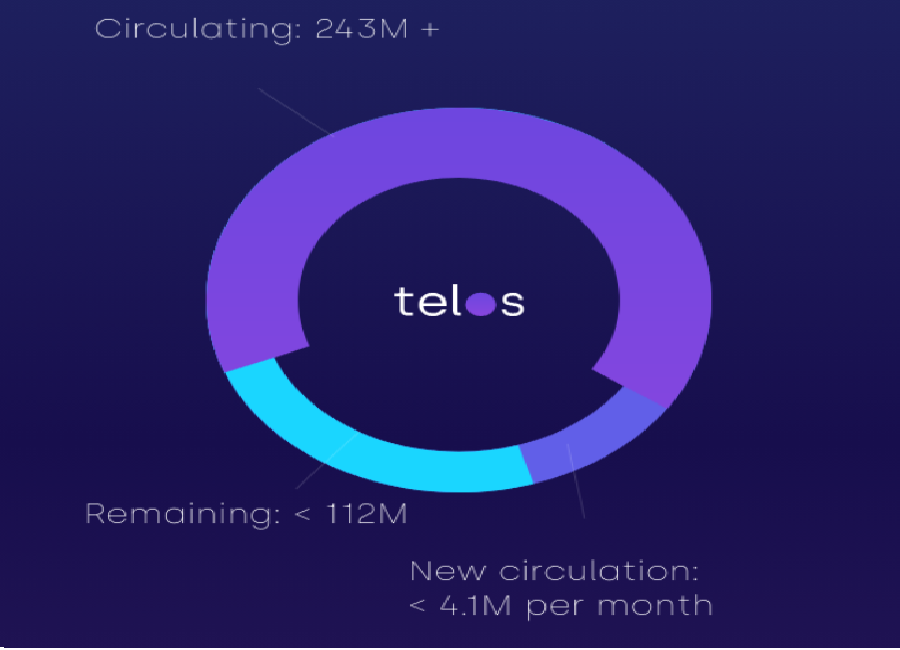 Circulating: 243M +
telos
Remaining: < 112M
New circulation:
< 4.1M per month